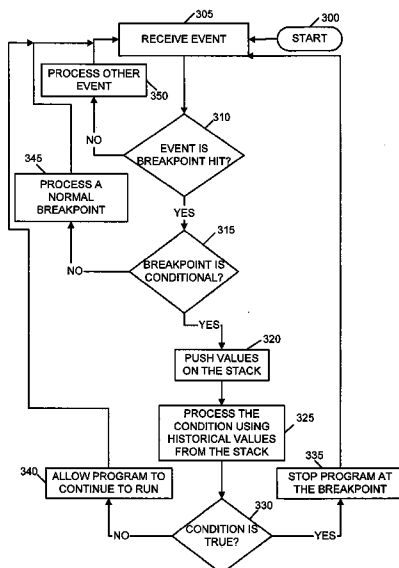 305
300
RECEIVE EVENT
START
PROCESS OTHER
EVENT
350
310
NO
EVENT IS
BREAKPOINT HIT?
345
PROCESS A
NORMAL
BREAKPOINT
YES
315
NO
BREAKPOINT IS
CONDITIONAL?
YES
320
PUSH VALUES
ON THE STACK
PROCESS THE
CONDITION USING
HISTORICAL VALUES
FROM THE STACK
325
340
ALLOW PROGRAM TO
CONTINUE TO RUN
335
STOP PROGRAM AT
THE BREAKPOINT
330
NO
CONDITION IS
TRUE?
YES